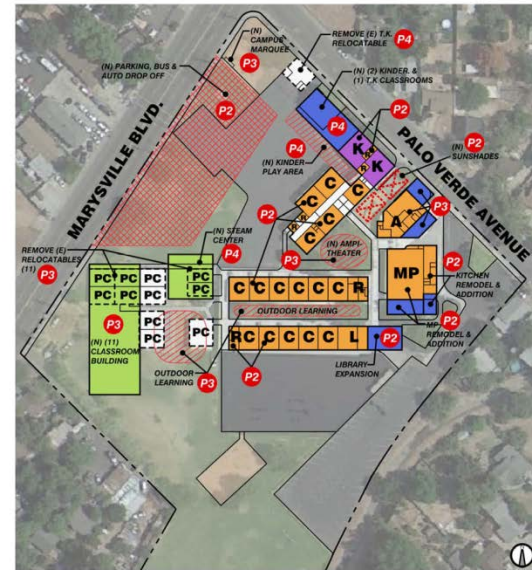 (N)
CAMPUS
MARQUEE
P3
REMOVE (E) T.K.
RELOCATABLE
P4
(N) PARKING, BUS &
AUTO DROP OFF
P2
(N) (2) KINDER. &
(1) T.K CLASSROOMS
P2
MARYSVILLE BLVD.
PALO VERDE AVENUE
P4
K
R
R
K
P4
(N) KINDER
PLAY AREA
P2
(N)
SUNSHADES
C
C
C
C
C
R
R
P2
A
P3
REMOVE (E)
RELOCATABLES
(11)
P3
(N) STEAM
CENTER
P4
(N) AMPI-
THEATER
P3
MP
P2
KITCHEN
REMODEL &
ADDITION
PC PC PC PC
PC PC PC
C C C C C C R
P3
(N) (11)
CLASSROOM
BUILDING
PC
PC
PC
OUTDOOR LEARNING
P2
MP
REMODEL &
ADDITION
R C C C C C L
P2
OUTDOOR
LEARNING
P3
P2
LIBRARY
EXPANSION